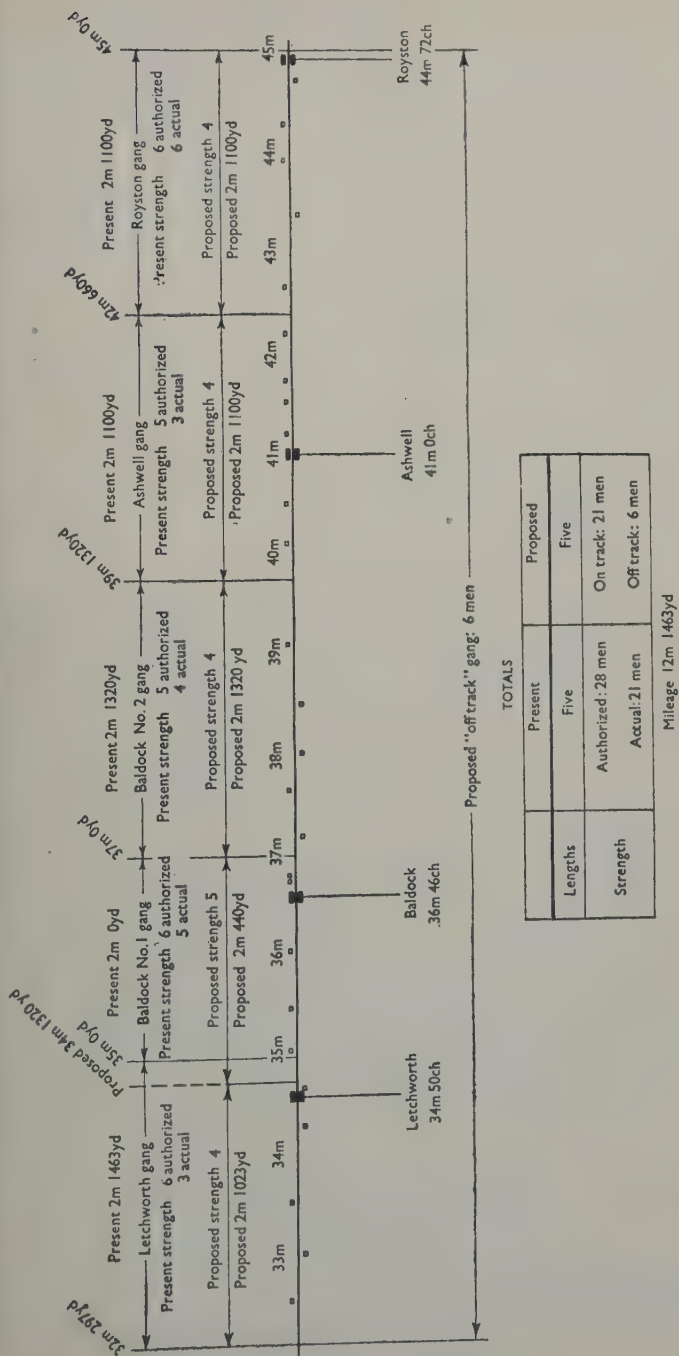 32m 297yd
Proposed 34m 1320 yd
35m 0yd
37m 0yd
39m 1320yd
42m 660yd
45m 0yd
Present 2m 1463yd
Letchworth gang
Present strength 6 authorized
3 actual
Proposed strength 4
Proposed 2m 1023yd
Present 2m 0yd
Baldock No.1 gang
Present strength 6 authorized
5 actual
Proposed strength 5
Proposed 2m 440yd
Present 2m 1320yd
Baldock No. 2 gang
Present strength 5 authorized
4 actual
Proposed strength 4
Proposed 2m 1320 yd
Present 2m 1100yd
Ashwell gang
Present strength 5 authorized
3 actual
Proposed strength 4
Proposed 2m 1100yd
Present 2m 1100yd
Royston gang
Present strength 6 authorized
6 actual
Proposed strength 4
Proposed 2m 1100yd
33m 34m 35m 36m 37m 38m 39m 40m 41m 42m 43m 44m 45m
Letchworth
34m 50ch
Baldock
36m 46ch
Ashwell
41m 0ch
Royston
44m 72ch
Proposed "off track" gang: 6 men
TOTALS
Present Proposed
Lengths Five Five
Strength Authorized: 28 men On track: 21 men
Actual: 21 men Off track: 6 men
Mileage 12m 1463yd